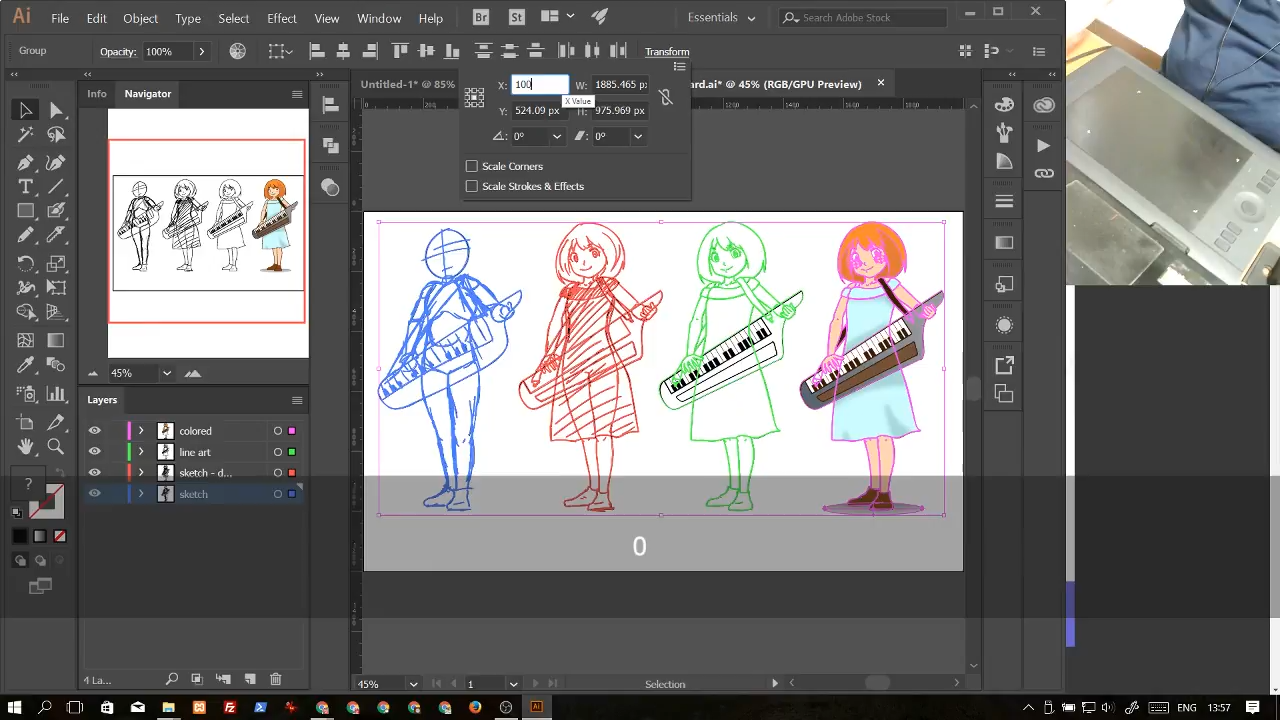 Ai File Edit Object Type Select Effect View Window Help Br St Essentials Search Adobe Stock
Group Opacity: 100% Transform
Info Navigator
Untitled-1* @ 85% ard.ai* @ 45% (RGB/GPU Preview)
X: 100 W: 1885.465 p
X Value
Y: 524.09 px H: 975.969 px
0° 0°
Scale Corners
Scale Strokes & Effects
45%
Layers
colored
line art
sketch - d...
sketch
?
0
4 La...
45% 1 Selection
Ai ENG 13:57